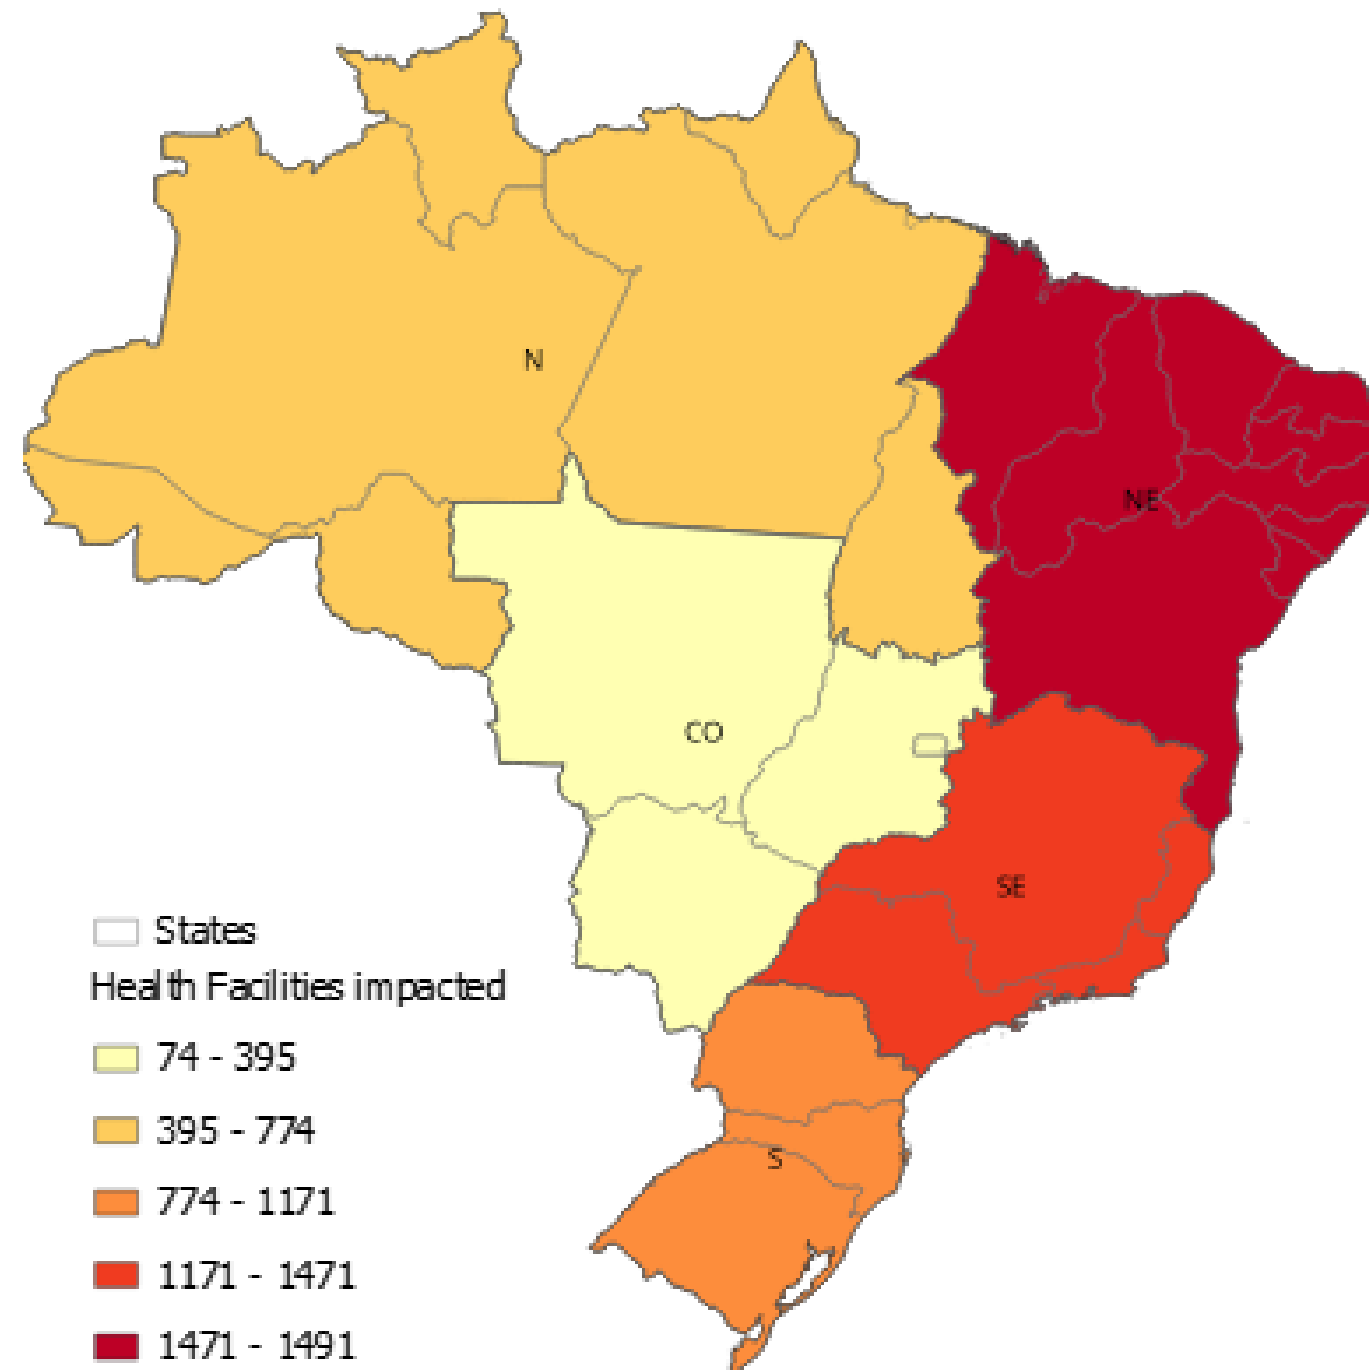 N
NE
CO
SE
States
Health Facilities impacted
74 - 395
395 - 774
S
774 - 1171
1171 - 1471
1471 - 1491